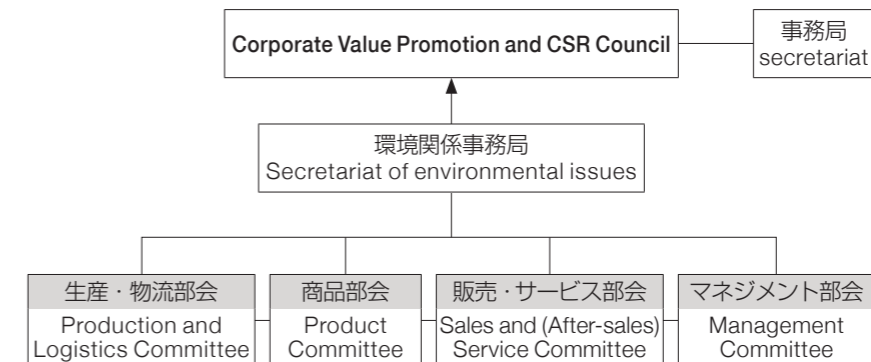 Corporate Value Promotion and CSR Council
事務局
secretariat
環境関係事務局
Secretariat of environmental issues
生産・物流部会
Production and
Logistics Committee
商品部会
Product
Committee
販売・サービス部会
Sales and (After-sales)
Service Committee
マネジメント部会
Management
Committee